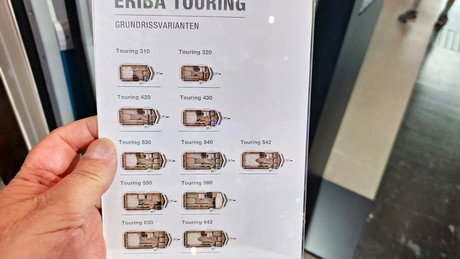 ERIBA TOURING
GRUNDRISSVARIANTEN
Touring 310 Touring 320
Touring 420 Touring 430
Touring 530 Touring 540 Touring 542
Touring 550 Touring 560
Touring 630 Touring 642